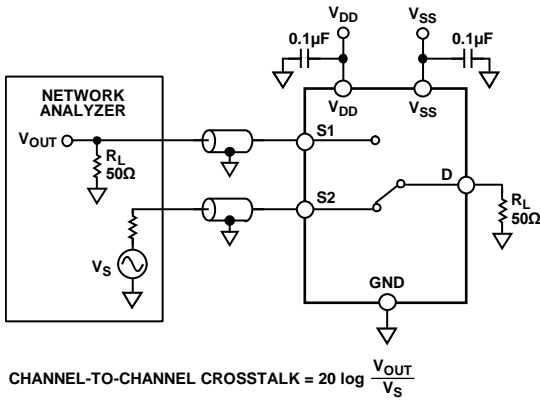 V_DD V_SS
0.1µF 0.1µF
NETWORK
ANALYZER
V_DD V_SS
V_OUT S1
R_L
50Ω
S2 D
R_L
50Ω
V_S
GND
CHANNEL-TO-CHANNEL CROSSTALK = 20 log V_OUT
V_S